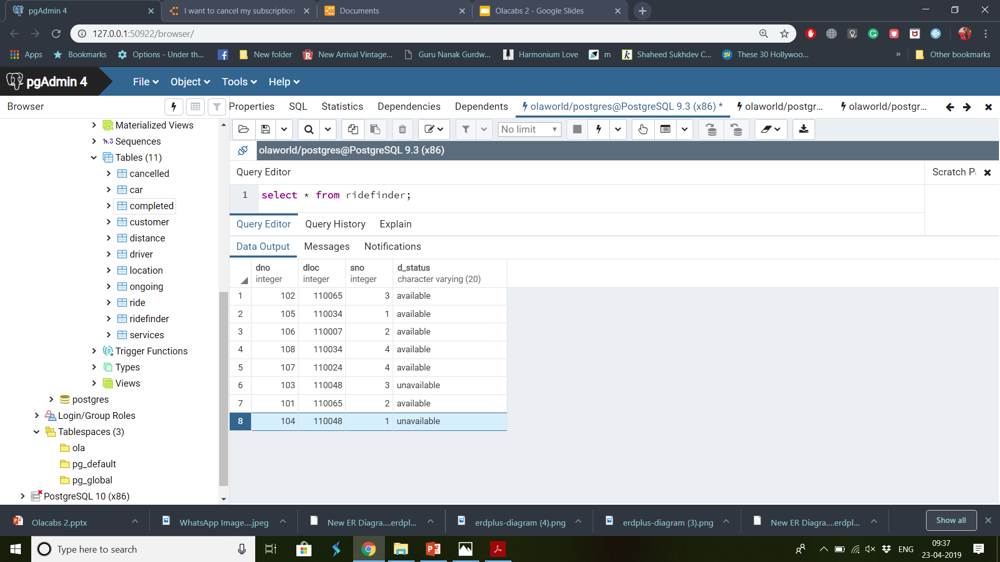 pgAdmin 4
I want to cancel my subscription
Documents
Olacabs 2 - Google Slides
127.0.0.1:50922/browser/
Apps
Bookmarks
Options - Under th...
New folder
New Arrival Vintage...
Guru Nanak Gurdw...
Harmonium Love
m
Shaheed Sukhdev C...
These 30 Hollywoo...
»
Other bookmarks
pgAdmin 4
File
Object
Tools
Help
Browser
Properties
SQL
Statistics
Dependencies
Dependents
olaworld/postgres@PostgreSQL 9.3 (x86) *
olaworld/postgr...
olaworld/postgr...
No limit
olaworld/postgres@PostgreSQL 9.3 (x86)
Materialized Views
1..3 Sequences
Tables (11)
cancelled
car
completed
customer
distance
driver
location
ongoing
ride
ridefinder
services
Trigger Functions
Types
Views
postgres
Login/Group Roles
Tablespaces (3)
ola
pg_default
pg_global
PostgreSQL 10 (x86)
Query Editor
Scratch P
1 select * from ridefinder;
Query Editor
Query History
Explain
Data Output
Messages
Notifications
dno integer
dloc integer
sno integer
d_status character varying (20)
1 102 110065 3 available
2 105 110034 1 available
3 106 110007 2 available
4 108 110034 4 available
5 107 110024 4 available
6 103 110048 3 unavailable
7 101 110065 2 available
8 104 110048 1 unavailable
Olacabs 2.pptx
WhatsApp Image....jpeg
New ER Diagra....erdpl...
erdplus-diagram (4).png
erdplus-diagram (3).png
New ER Diagra....erdpl...
Show all
Type here to search
ENG
09:37
23-04-2019